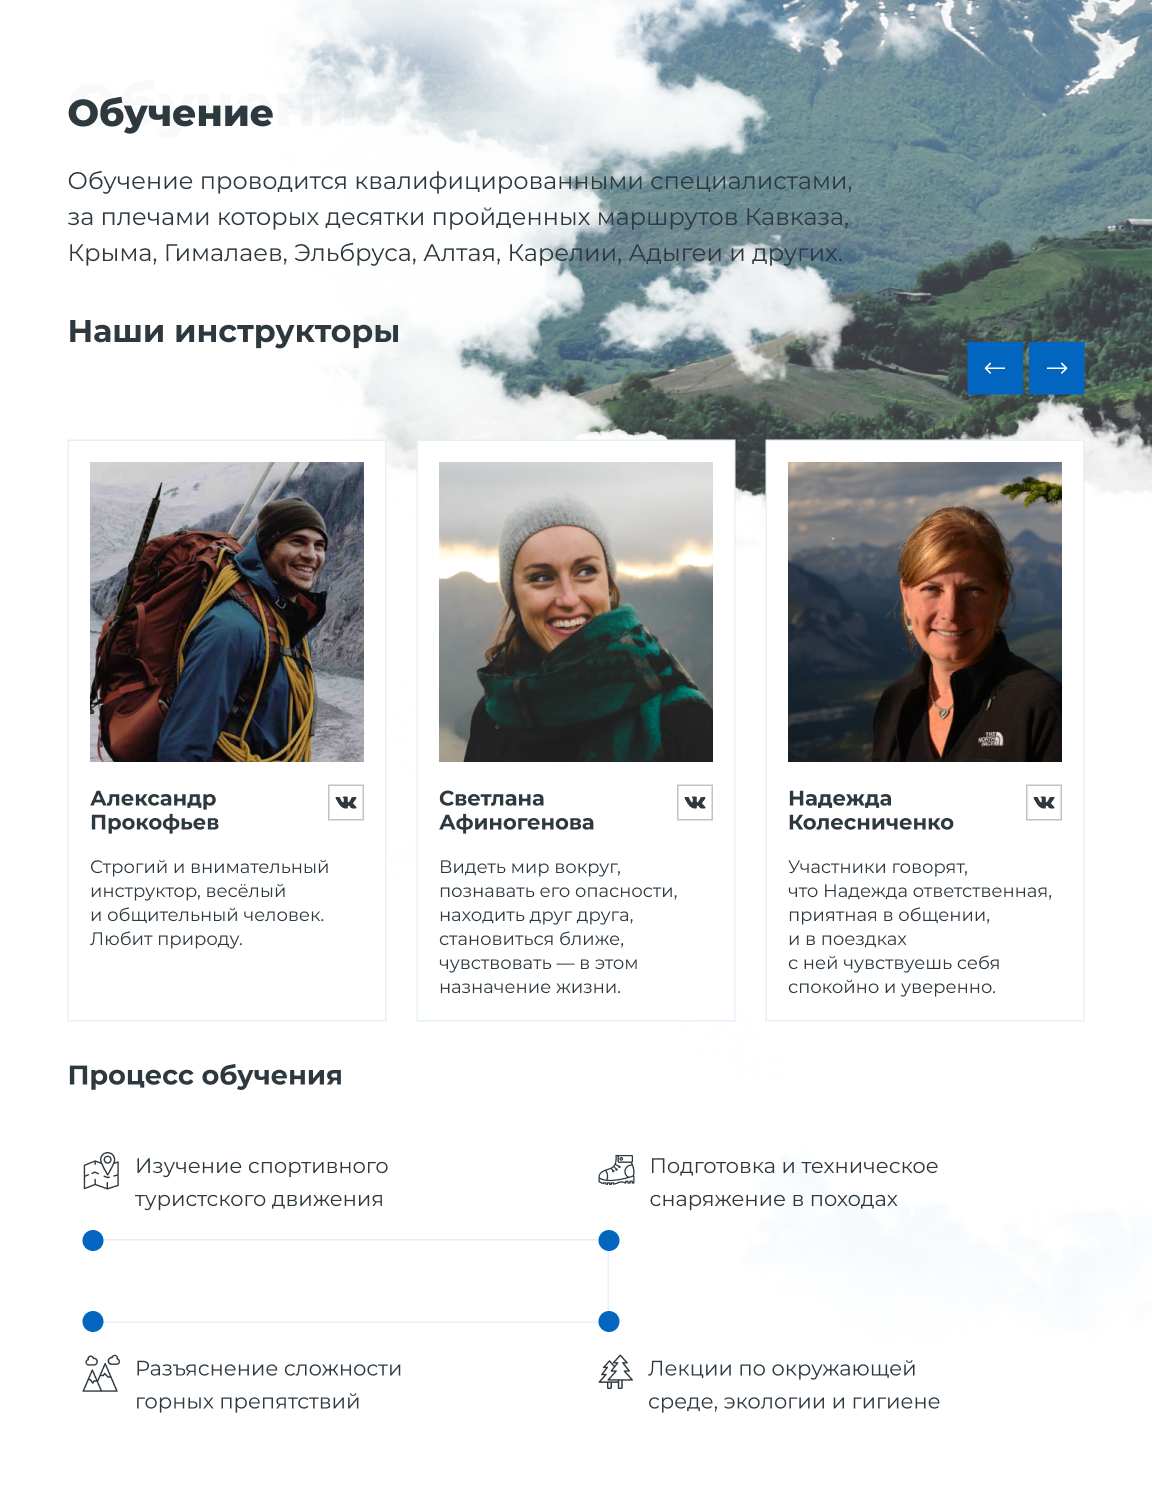 Обучение
Обучение проводится квалифицированными специалистами,
за плечами которых десятки пройденных маршрутов Кавказа,
Крыма, Гималаев, Эльбруса, Алтая, Карелии, Адыгеи и других.
Наши инструкторы
Александр
Прокофьев
Строгий и внимательный
инструктор, весёлый
и общительный человек.
Любит природу.
Светлана
Афиногенова
Видеть мир вокруг,
познавать его опасности,
находить друг друга,
становиться ближе,
чувствовать — в этом
назначение жизни.
THE
NORTH
FACE
Надежда
Колесниченко
Участники говорят,
что Надежда ответственная,
приятная в общении,
и в поездках
с ней чувствуешь себя
спокойно и уверенно.
Процесс обучения
Изучение спортивного
туристского движения
Подготовка и техническое
снаряжение в походах
Разъяснение сложности
горных препятствий
Лекции по окружающей
среде, экологии и гигиене